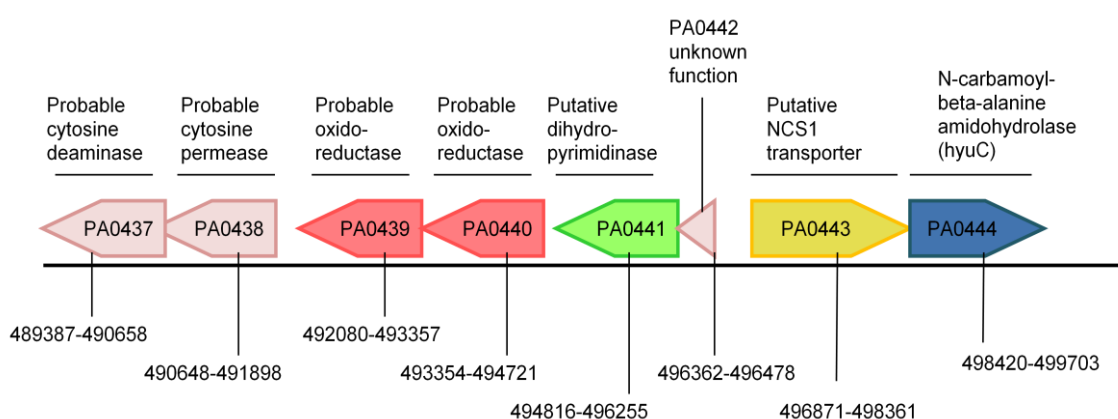 PA0442
unknown
function
Probable
cytosine
deaminase
Probable
cytosine
permease
Probable
oxido-
reductase
Probable
oxido-
reductase
Putative
dihydro-
pyrimidinase
Putative
NCS1
transporter
N-carbamoyl-
beta-alanine
amidohydrolase
(hyuC)
PA0437
PA0438
PA0439
PA0440
PA0441
PA0443
PA0444
489387-490658
490648-491898
492080-493357
493354-494721
494816-496255
496362-496478
496871-498361
498420-499703